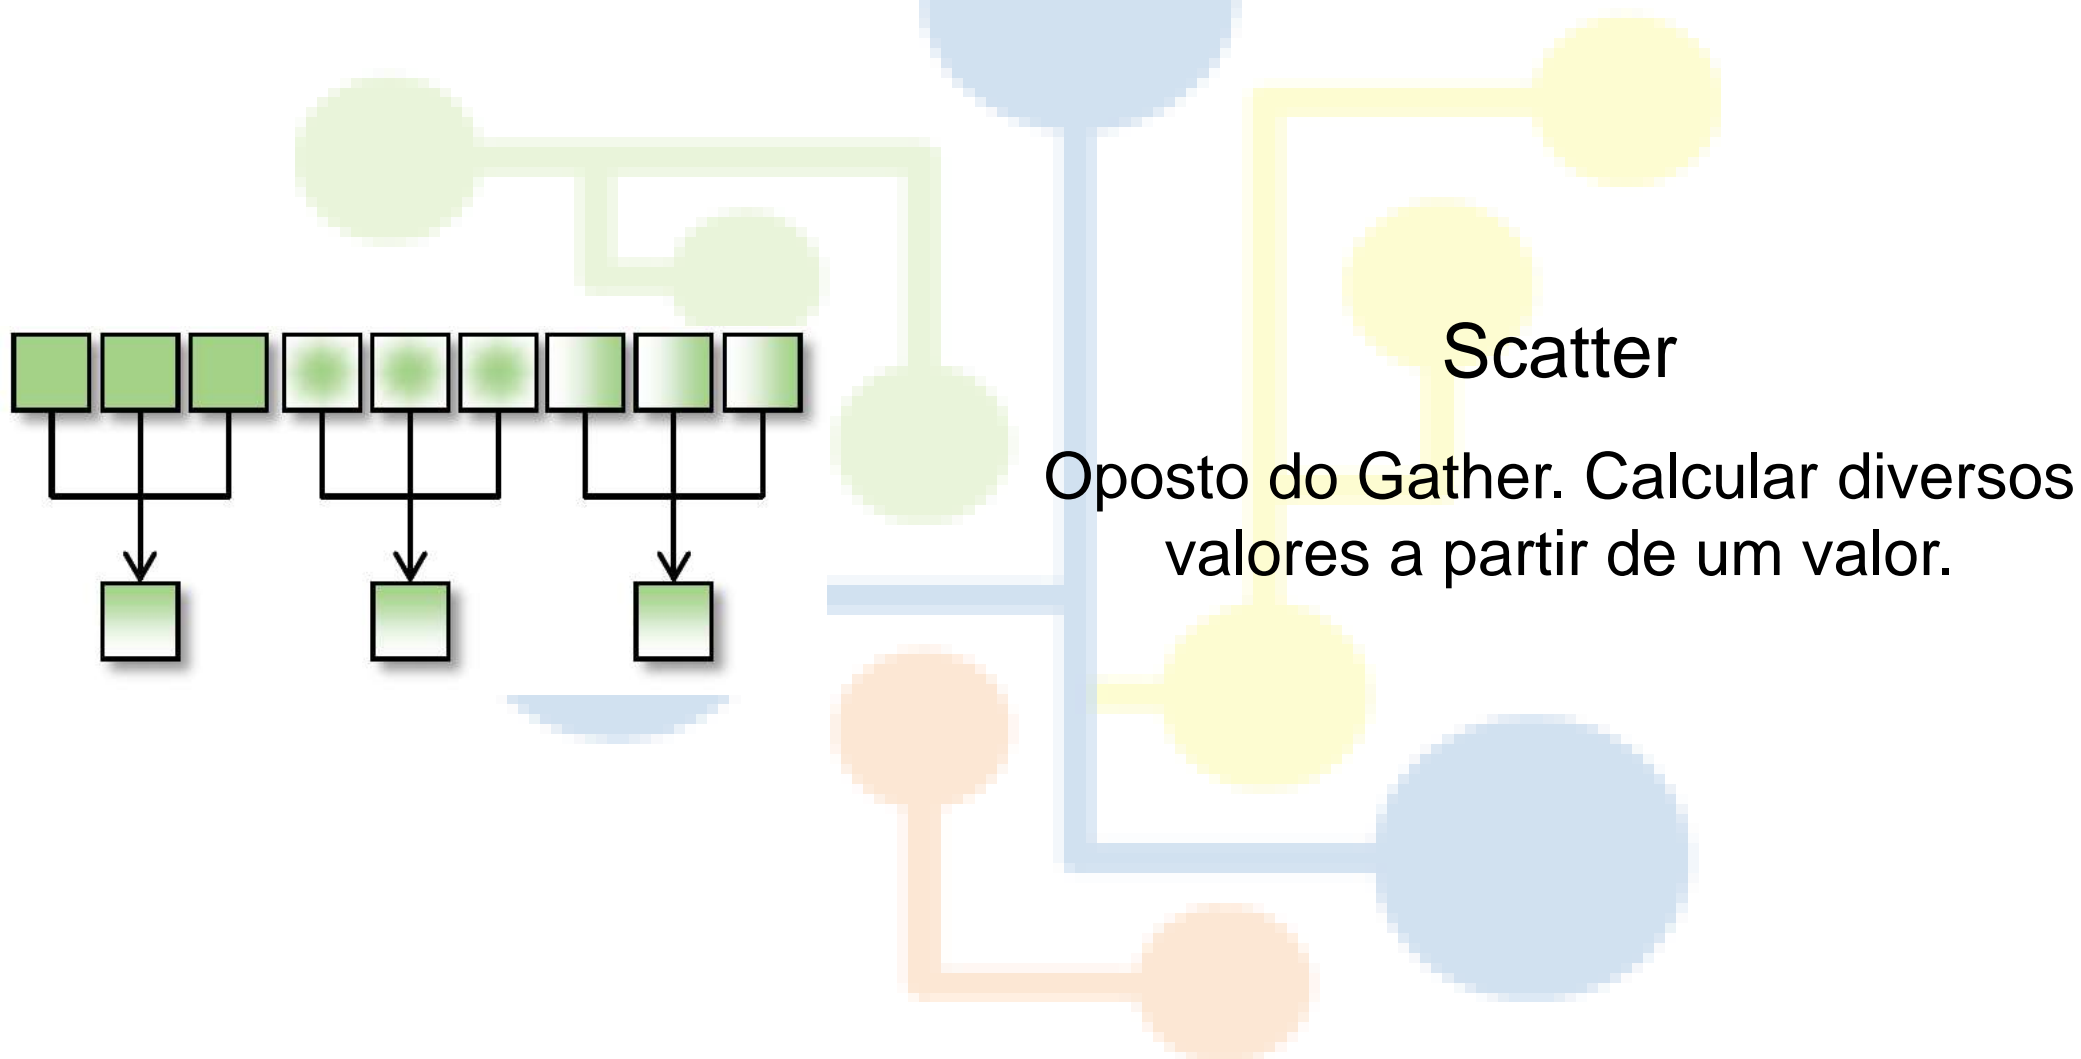 Scatter
Oposto do Gather. Calcular diversos
valores a partir de um valor.